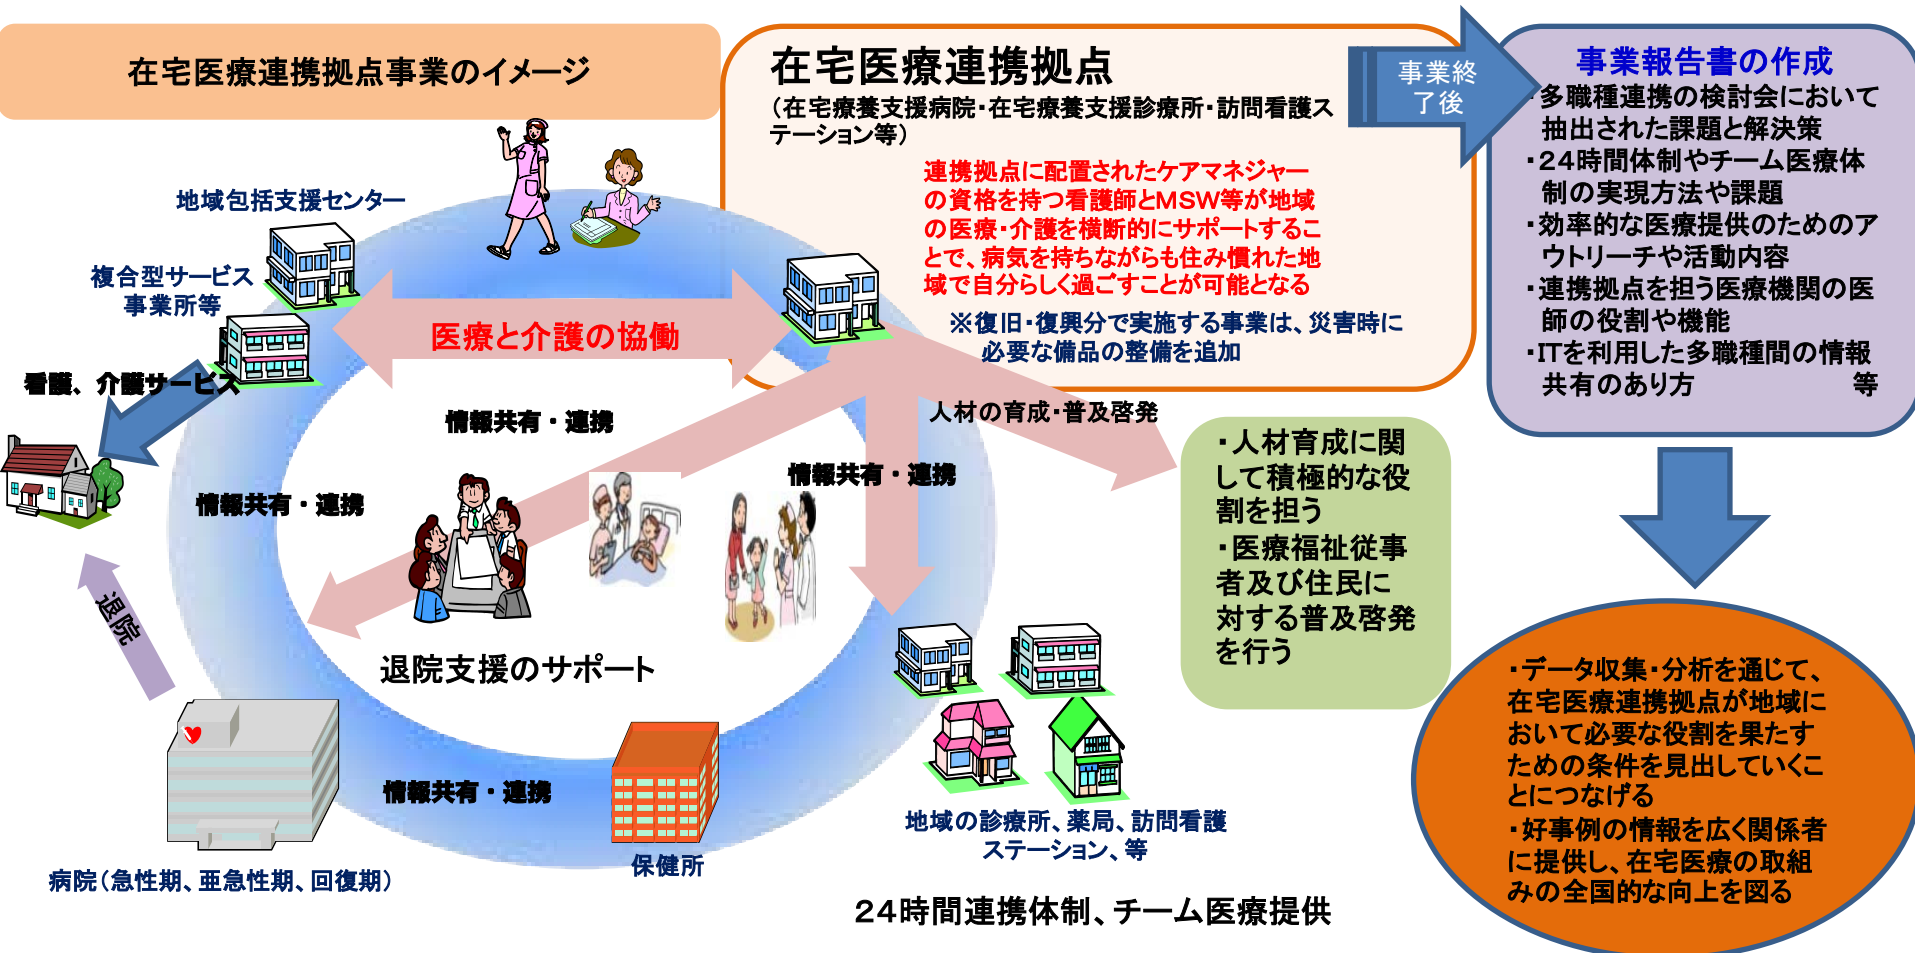 在宅医療連携拠点事業のイメージ
在宅医療連携拠点
（在宅療養支援病院・在宅療養支援診療所・訪問看護ス
テーション等）
連携拠点に配置されたケアマネジャー
の資格を持つ看護師とMSW等が地域
の医療・介護を横断的にサポートするこ
とで、病気を持ちながらも住み慣れた地
域で自分らしく過ごすことが可能となる
※復旧・復興分で実施する事業は、災害時に
必要な備品の整備を追加
事業終
了後
事業報告書の作成
・多職種連携の検討会において
抽出された課題と解決策
・２４時間体制やチーム医療体
制の実現方法や課題
・効率的な医療提供のためのア
ウトリーチや活動内容
・連携拠点を担う医療機関の医
師の役割や機能
・ITを利用した多職種間の情報
共有のあり方　等
地域包括支援センター
複合型サービス
事業所等
医療と介護の協働
看護、介護サービス
情報共有・連携
人材の育成・普及啓発
情報共有・連携
情報共有・連携
・人材育成に関
して積極的な役
割を担う
・医療福祉従事
者及び住民に
対する普及啓発
を行う
退院
退院支援のサポート
情報共有・連携
病院（急性期、亜急性期、回復期）
保健所
地域の診療所、薬局、訪問看護
ステーション、等
２４時間連携体制、チーム医療提供
・データ収集・分析を通じて、
在宅医療連携拠点が地域に
おいて必要な役割を果たす
ための条件を見出していくこ
とにつなげる
・好事例の情報を広く関係者
に提供し、在宅医療の取組
みの全国的な向上を図る